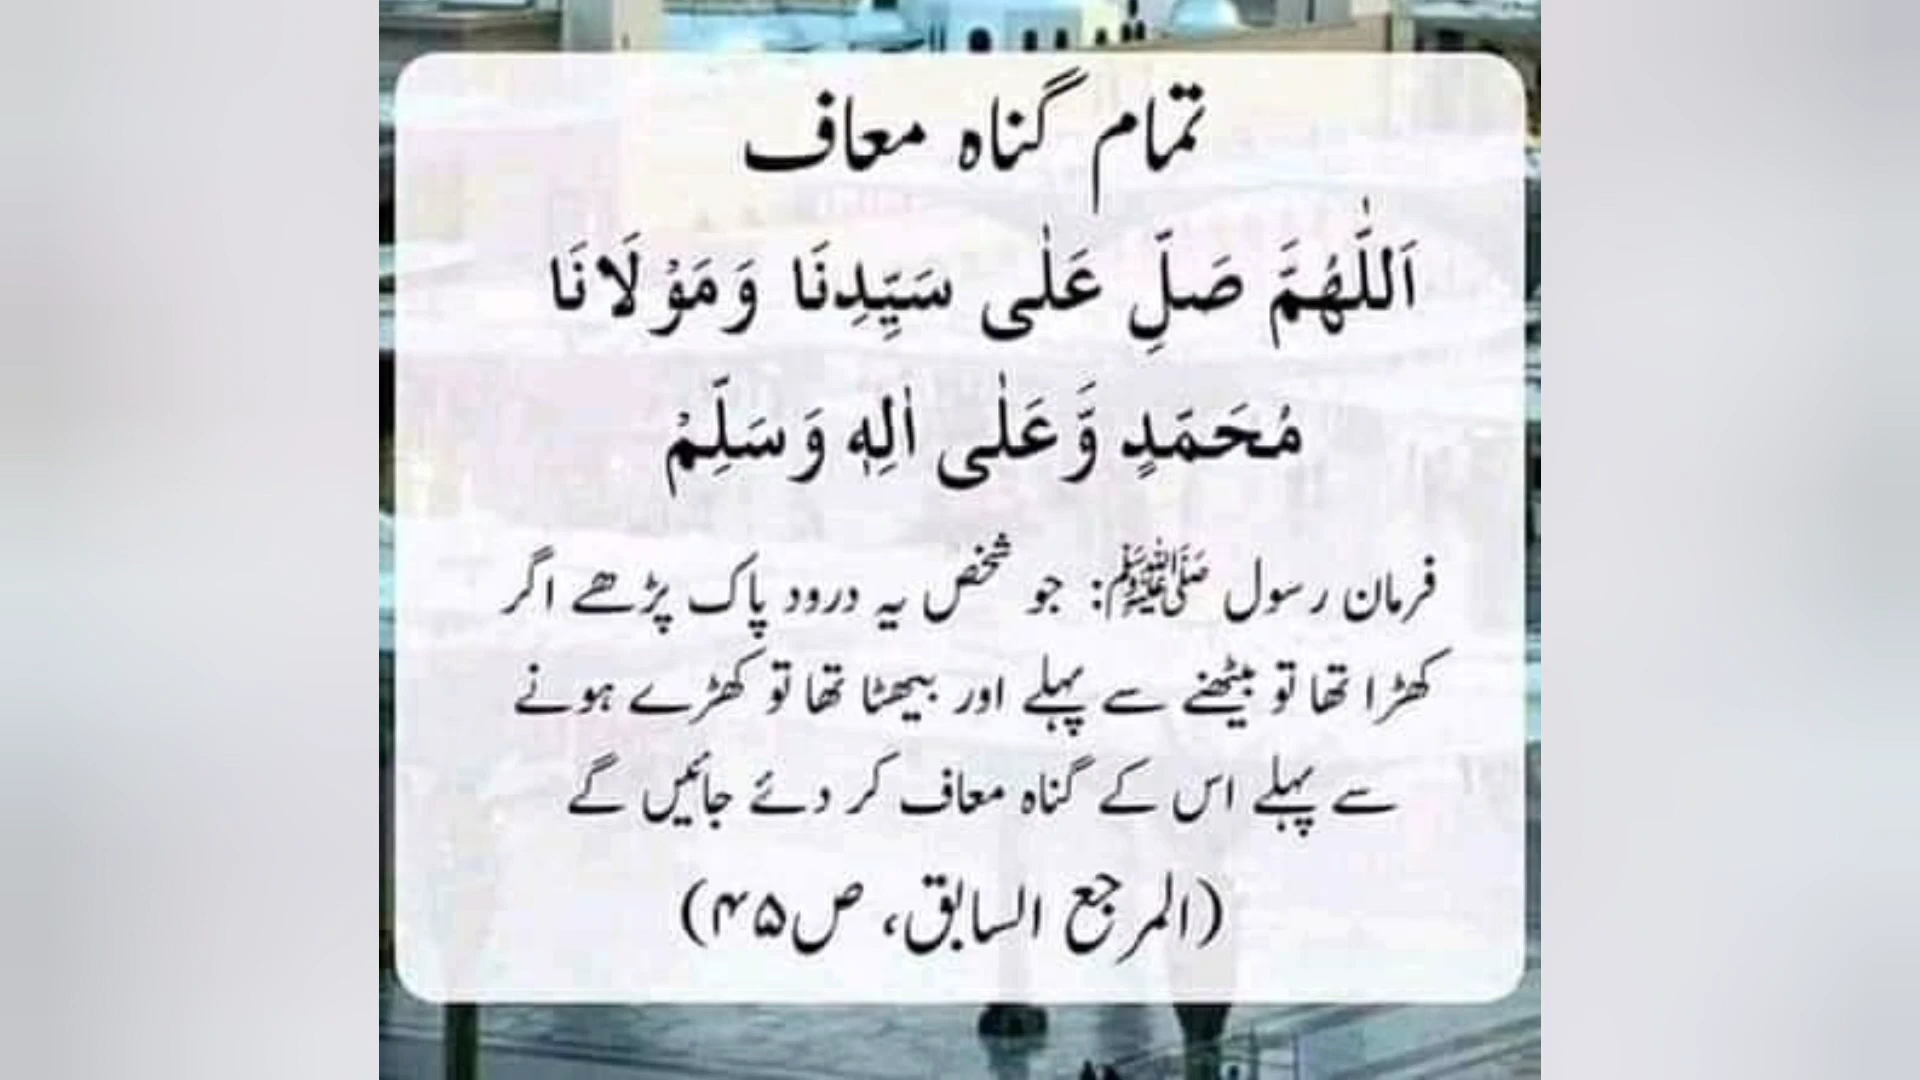 تمام گناہ معاف
اَللّٰهُمَّ صَلِّ عَلٰى سَيِّدِنَا وَمَوْلَانَا
مُحَمَّدٍ وَّعَلٰى اٰلِهٖ وَسَلِّمْ
فرمان رسول ﷺ: جو شخص یہ درود پاک پڑھے اگر
کھڑا تھا تو بیٹھنے سے پہلے اور بیھٹا تھا تو کھڑے ہونے
سے پہلے اس کے گناہ معاف کر دئے جائیں گے
(المرجع السابق، ص۴۵)